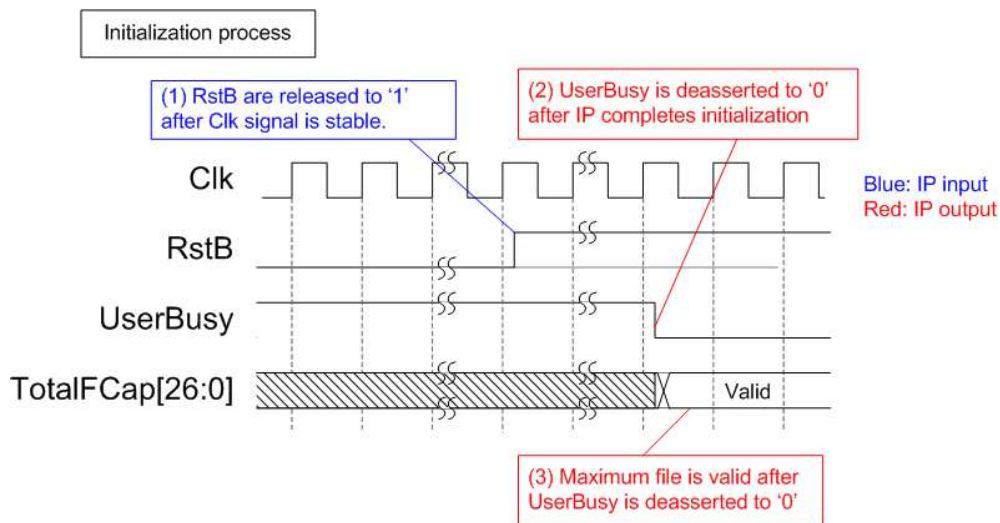 Initialization process
(1) RstB are released to ‘1’
after Clk signal is stable.
(2) UserBusy is deasserted to ‘0’
after IP completes initialization
Clk
Blue: IP input
Red: IP output
RstB
UserBusy
TotalFCap[26:0]
Valid
(3) Maximum file is valid after
UserBusy is deasserted to ‘0’